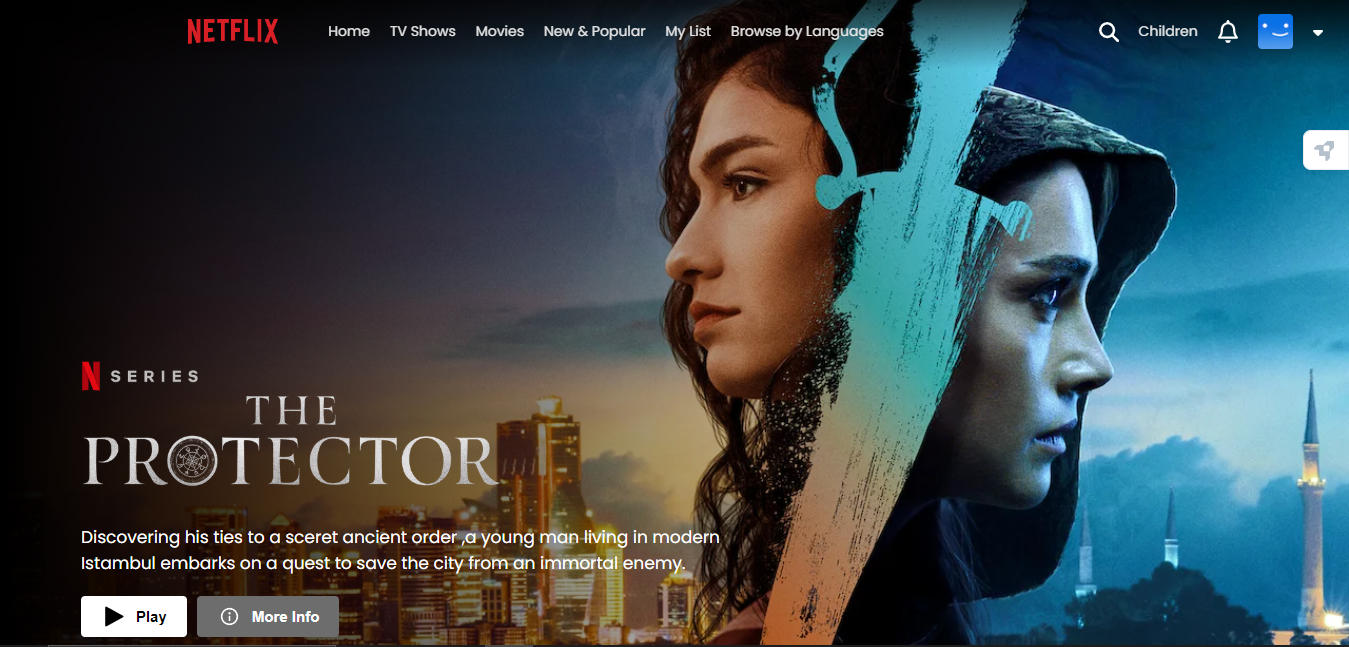 NETFLIX
Home TV Shows Movies New & Popular My List Browse by Languages
Children
N SERIES
THE
PROTECTOR
Discovering his ties to a sceret ancient order ,a young man living in modern
Istambul embarks on a quest to save the city from an immortal enemy.
Play
More Info